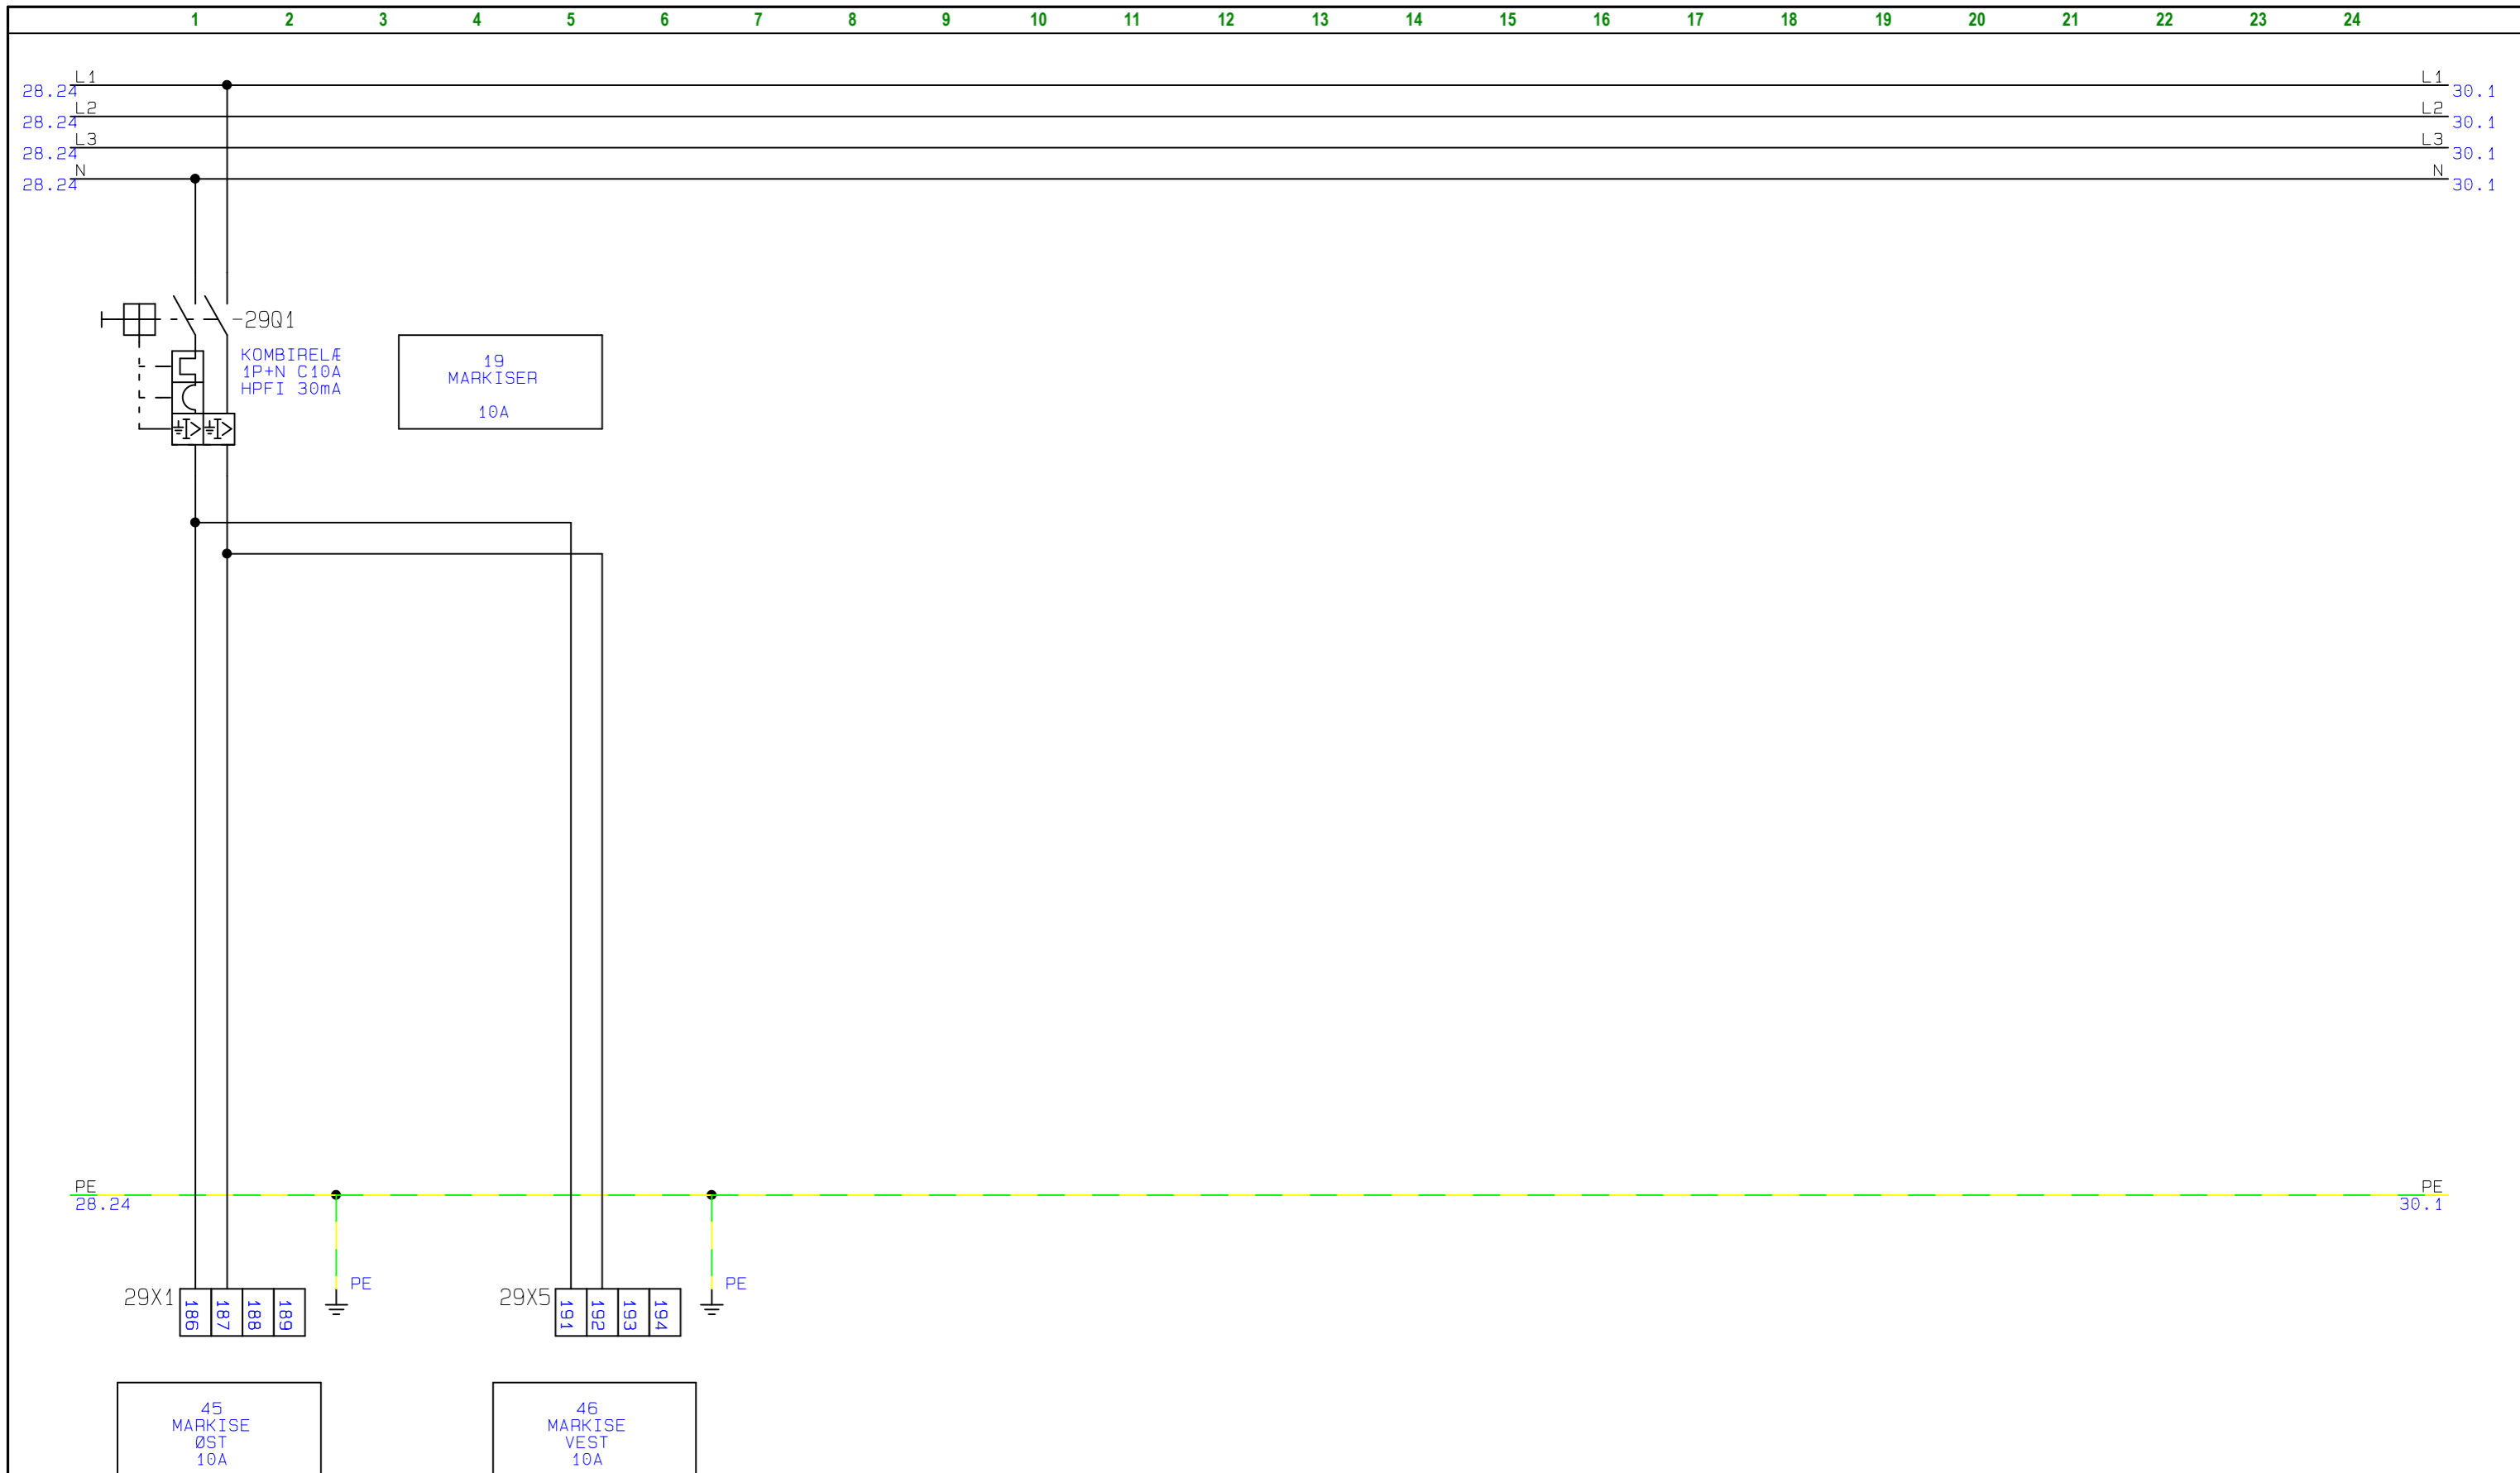 1 2 3 4 5 6 7 8 9 10 11 12 13 14 15 16 17 18 19 20 21 22 23 24
L1 L1
28.24 30.1
L2 L2
28.24 30.1
L3 L3
28.24 30.1
N N
28.24 30.1
-29Q1
KOMBIRELÆ
1P+N C10A
HPFI 30mA
19
MARKISER
10A
PE PE
28.24 30.1
PE PE
29X1 186 187 188 189
29X5 191 192 193 194
45
MARKISE
ØST
10A
46
MARKISE
VEST
10A